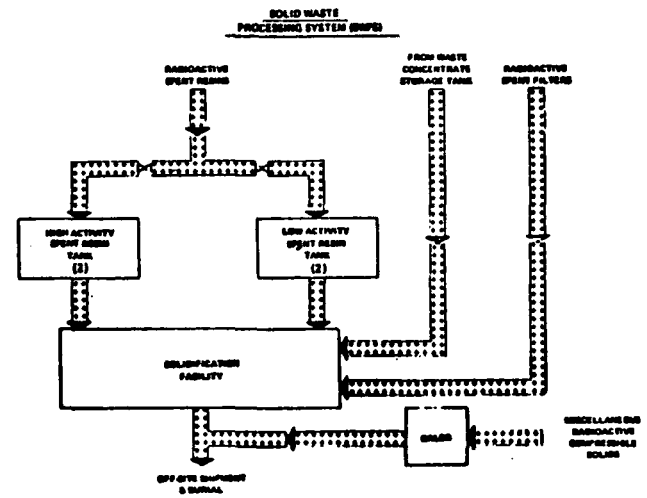 SOLID WASTE
PROCESSING SYSTEM (SWPS)
RADIOACTIVE
SPENT RESINS
FROM WASTE
CONCENTRATE
STORAGE TANK
RADIOACTIVE
SPENT FILTERS
HIGH ACTIVITY
SPENT RESIN
TANK
(2)
LOW ACTIVITY
SPENT RESIN
TANK
(2)
SOLIDIFICATION
FACILITY
BALER
MISCELLANEOUS
RADIOACTIVE
COMPRESSIBLE
SOLIDS
OFFSITE SHIPMENT
& BURIAL